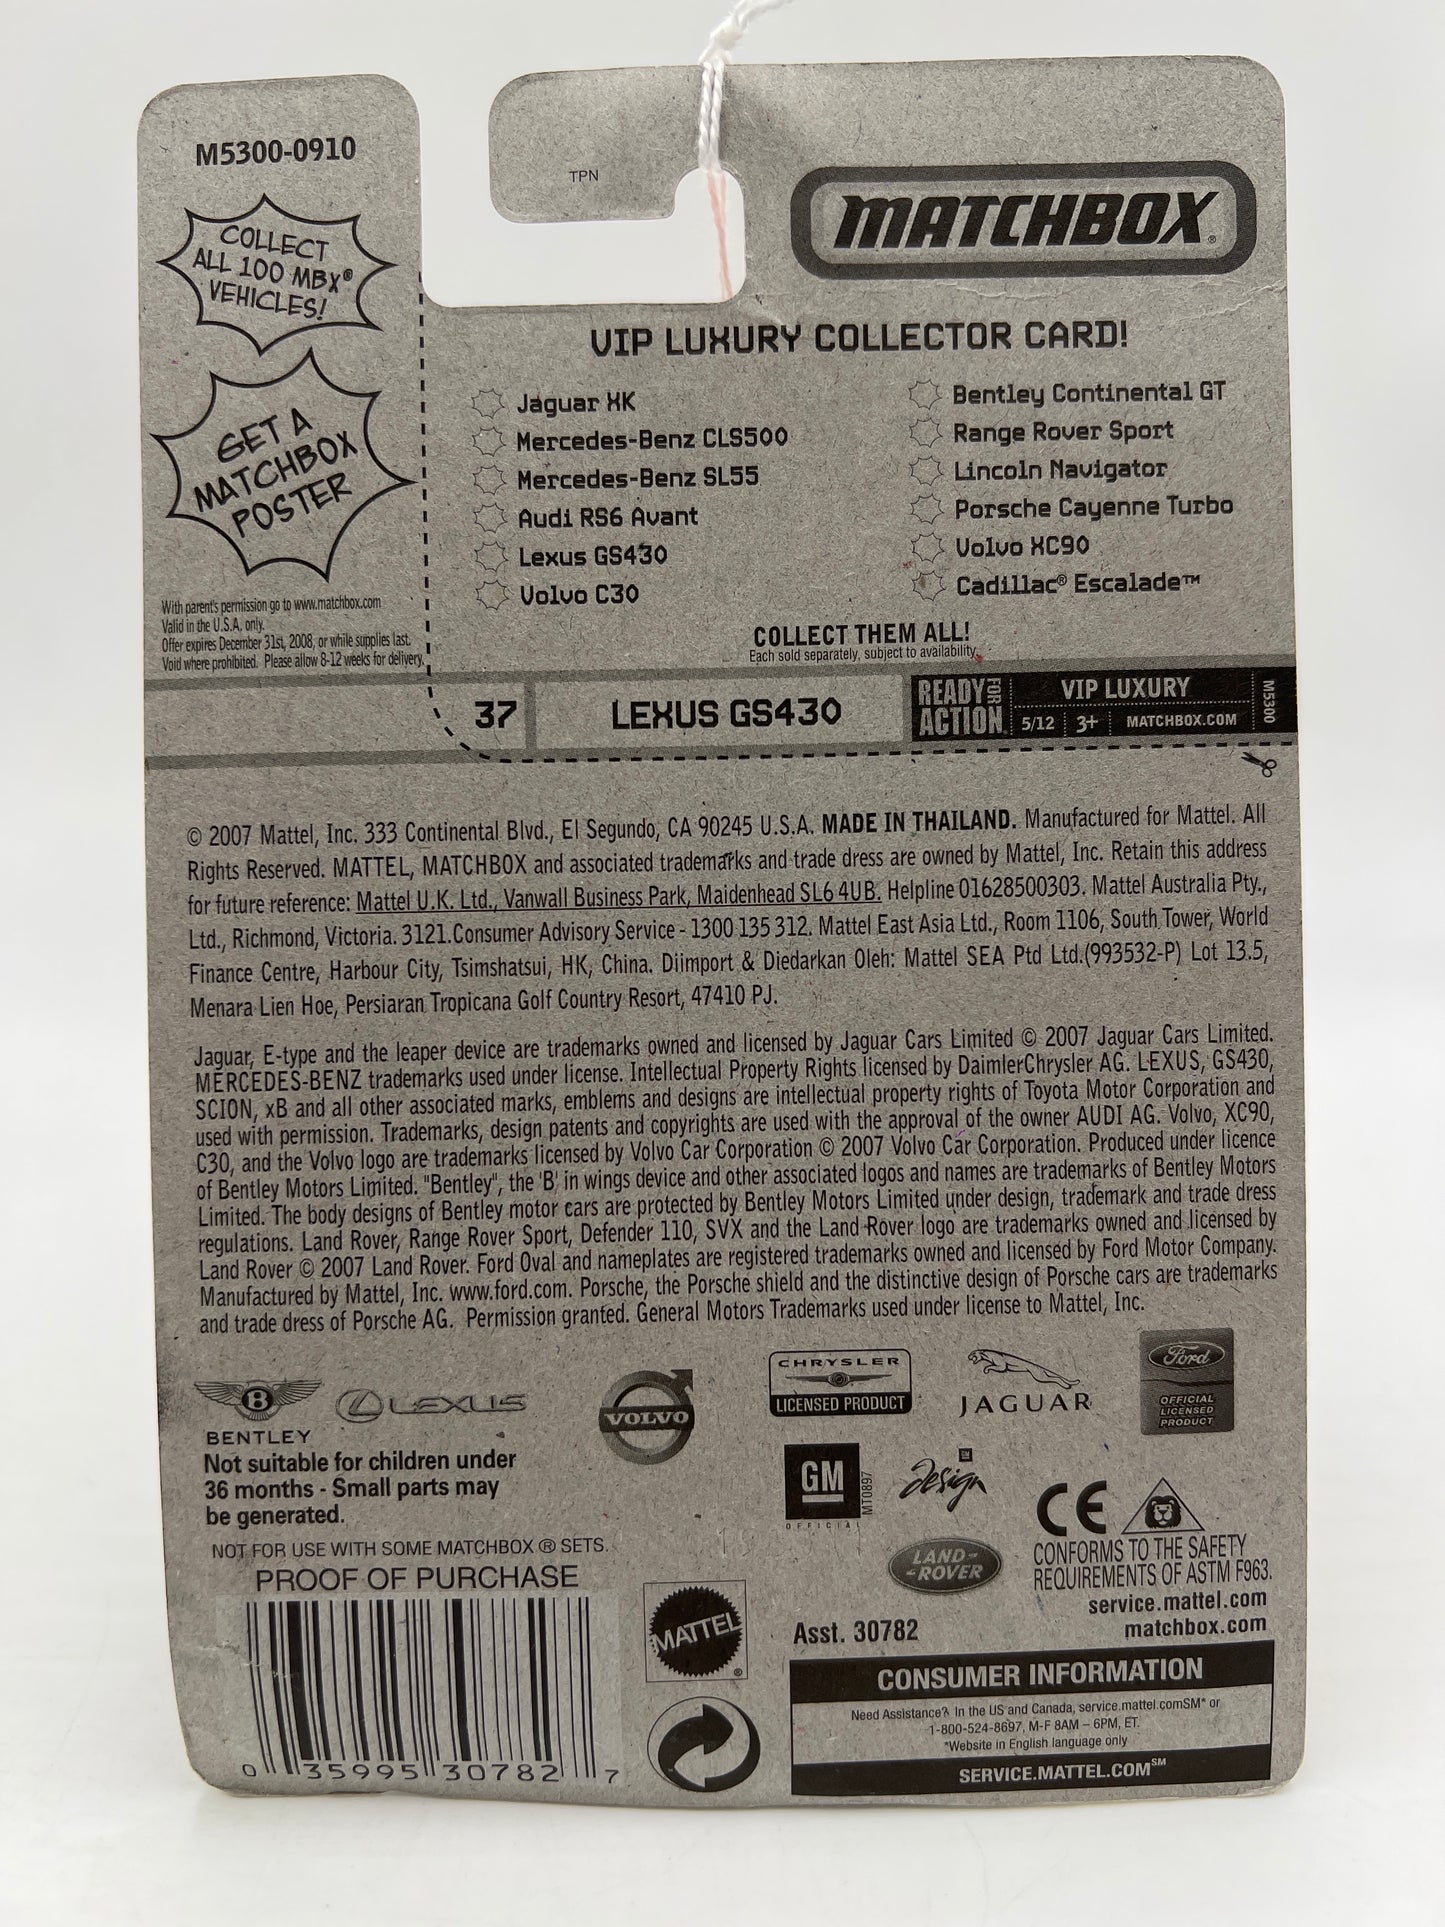 M5300-0910
TPN
MATCHBOX®
COLLECT
ALL 100 MBX®
VEHICLES!
GET A
MATCHBOX
POSTER
With parent's permission go to www.matchbox.com
Valid in the U.S.A. only.
Offer expires December 31st, 2008, or while supplies last.
Void where prohibited. Please allow 8-12 weeks for delivery.
VIP LUXURY COLLECTOR CARD!
Jaguar XK
Mercedes-Benz CLS500
Mercedes-Benz SL55
Audi RS6 Avant
Lexus GS430
Volvo C30
Bentley Continental GT
Range Rover Sport
Lincoln Navigator
Porsche Cayenne Turbo
Volvo XC90
Cadillac® Escalade™
COLLECT THEM ALL!
Each sold separately, subject to availability.
37
LEXUS GS430
READY FOR ACTION
VIP LUXURY
5/12 3+ MATCHBOX.COM
M5300
© 2007 Mattel, Inc. 333 Continental Blvd., El Segundo, CA 90245 U.S.A. MADE IN THAILAND. Manufactured for Mattel. All
Rights Reserved. MATTEL, MATCHBOX and associated trademarks and trade dress are owned by Mattel, Inc. Retain this address
for future reference: Mattel U.K. Ltd., Vanwall Business Park, Maidenhead SL6 4UB. Helpline 01628500303. Mattel Australia Pty.,
Ltd., Richmond, Victoria. 3121.Consumer Advisory Service - 1300 135 312. Mattel East Asia Ltd., Room 1106, South Tower, World
Finance Centre, Harbour City, Tsimshatsui, HK, China. Diimport & Diedarkan Oleh: Mattel SEA Ptd Ltd.(993532-P) Lot 13.5,
Menara Lien Hoe, Persiaran Tropicana Golf Country Resort, 47410 PJ.
Jaguar, E-type and the leaper device are trademarks owned and licensed by Jaguar Cars Limited © 2007 Jaguar Cars Limited.
MERCEDES-BENZ trademarks used under license. Intellectual Property Rights licensed by DaimlerChrysler AG. LEXUS, GS430,
SCION, xB and all other associated marks, emblems and designs are intellectual property rights of Toyota Motor Corporation and
used with permission. Trademarks, design patents and copyrights are used with the approval of the owner AUDI AG. Volvo, XC90,
C30, and the Volvo logo are trademarks licensed by Volvo Car Corporation © 2007 Volvo Car Corporation. Produced under licence
of Bentley Motors Limited. "Bentley", the 'B' in wings device and other associated logos and names are trademarks of Bentley Motors
Limited. The body designs of Bentley motor cars are protected by Bentley Motors Limited under design, trademark and trade dress
regulations. Land Rover, Range Rover Sport, Defender 110, SVX and the Land Rover logo are trademarks owned and licensed by
Land Rover © 2007 Land Rover. Ford Oval and nameplates are registered trademarks owned and licensed by Ford Motor Company.
Manufactured by Mattel, Inc. www.ford.com. Porsche, the Porsche shield and the distinctive design of Porsche cars are trademarks
and trade dress of Porsche AG. Permission granted. General Motors Trademarks used under license to Mattel, Inc.
B
BENTLEY
LEXUS
VOLVO
CHRYSLER
LICENSED PRODUCT
JAGUAR
Ford
OFFICIAL
LICENSED
PRODUCT
Not suitable for children under
36 months - Small parts may
be generated.
GM
OFFICIAL
MT0897
GM
design
CE
LAND-
-ROVER
CONFORMS TO THE SAFETY
REQUIREMENTS OF ASTM F963.
service.mattel.com
matchbox.com
NOT FOR USE WITH SOME MATCHBOX ® SETS.
PROOF OF PURCHASE
0 35995 30782 7
MATTEL®
Asst. 30782
CONSUMER INFORMATION
Need Assistance? In the US and Canada, service.mattel.comSM* or
1-800-524-8697, M-F 8AM – 6PM, ET.
*Website in English language only
SERVICE.MATTEL.COM℠